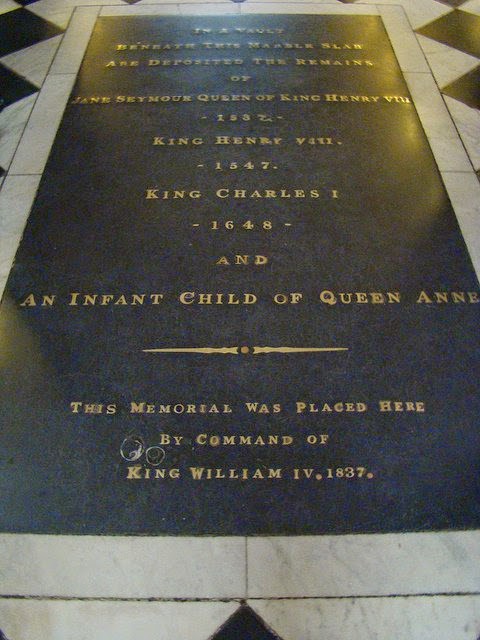 In a Vault
Beneath This Marble Slab
Are Deposited The Remains
of
Jane Seymour Queen of King Henry VIII
- 1537. -
King Henry VIII.
- 1547.
King Charles I
- 1648 -
and
An Infant Child of Queen Anne
This Memorial Was Placed Here
By Command of
King William IV. 1837.